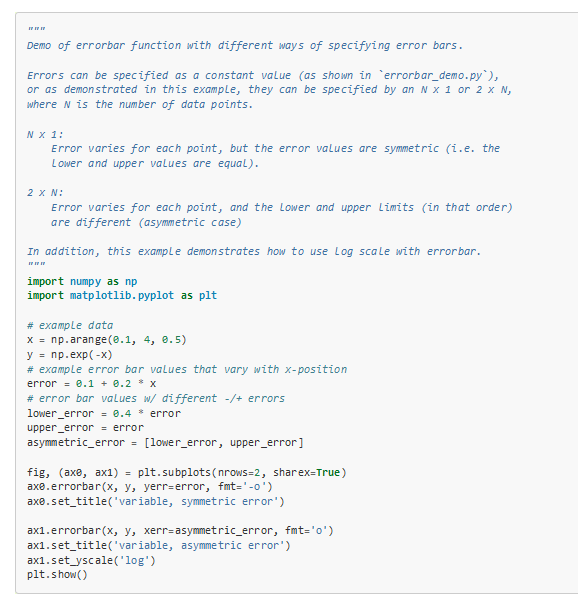 """
Demo of errorbar function with different ways of specifying error bars.

Errors can be specified as a constant value (as shown in `errorbar_demo.py`),
or as demonstrated in this example, they can be specified by an N x 1 or 2 x N,
where N is the number of data points.

N x 1:
    Error varies for each point, but the error values are symmetric (i.e. the
    lower and upper values are equal).

2 x N:
    Error varies for each point, and the lower and upper limits (in that order)
    are different (asymmetric case)

In addition, this example demonstrates how to use log scale with errorbar.
"""
import numpy as np
import matplotlib.pyplot as plt

# example data
x = np.arange(0.1, 4, 0.5)
y = np.exp(-x)
# example error bar values that vary with x-position
error = 0.1 + 0.2 * x
# error bar values w/ different -/+ errors
lower_error = 0.4 * error
upper_error = error
asymmetric_error = [lower_error, upper_error]

fig, (ax0, ax1) = plt.subplots(nrows=2, sharex=True)
ax0.errorbar(x, y, yerr=error, fmt='-o')
ax0.set_title('variable, symmetric error')

ax1.errorbar(x, y, xerr=asymmetric_error, fmt='o')
ax1.set_title('variable, asymmetric error')
ax1.set_yscale('log')
plt.show()